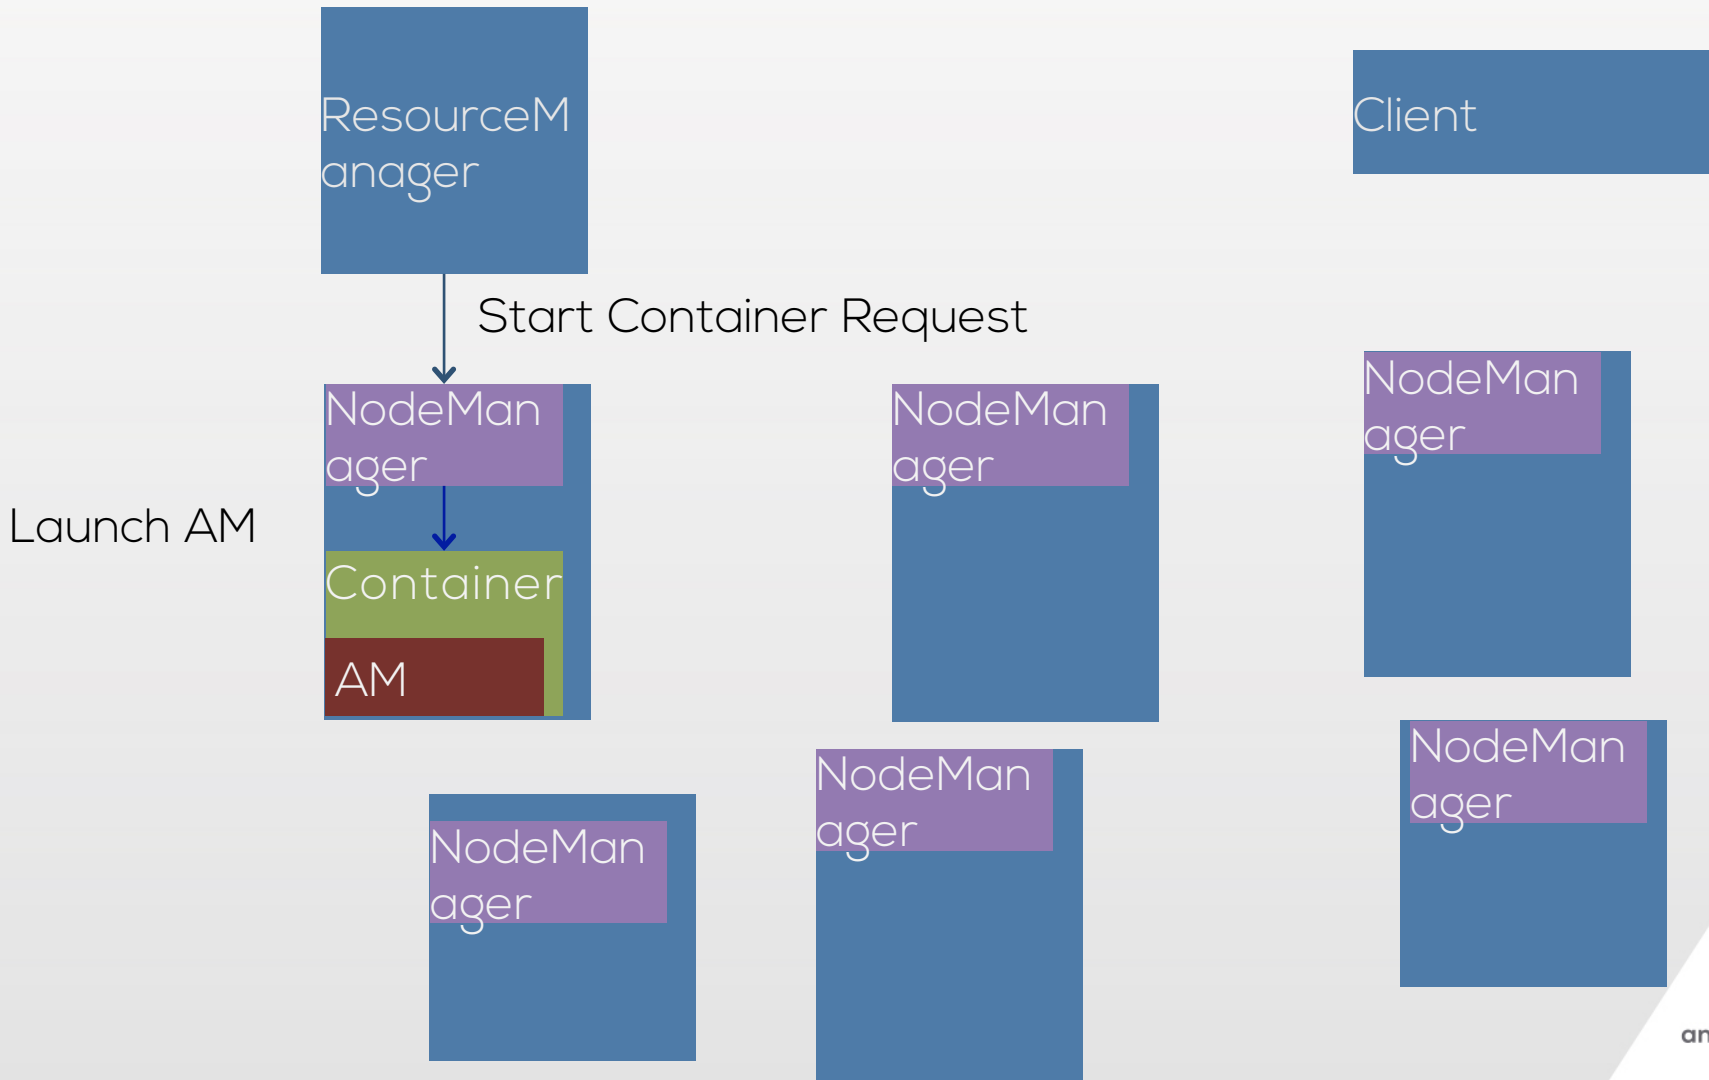 ResourceM
anager
Client
Start Container Request
NodeMan
ager
NodeMan
ager
NodeMan
ager
Launch AM
Container
AM
NodeMan
ager
NodeMan
ager
NodeMan
ager
an